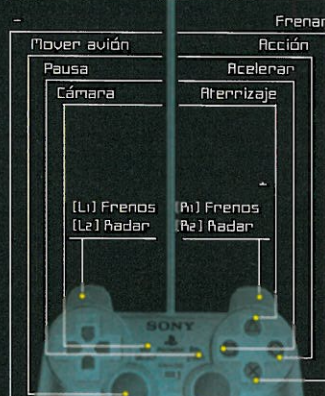 - Frenar
Mover avión Acción
Pausa Acelerar
Cámara Aterrizaje
[L1] Frenos [R1] Frenos
[L2] Radar [R2] Radar
SONY